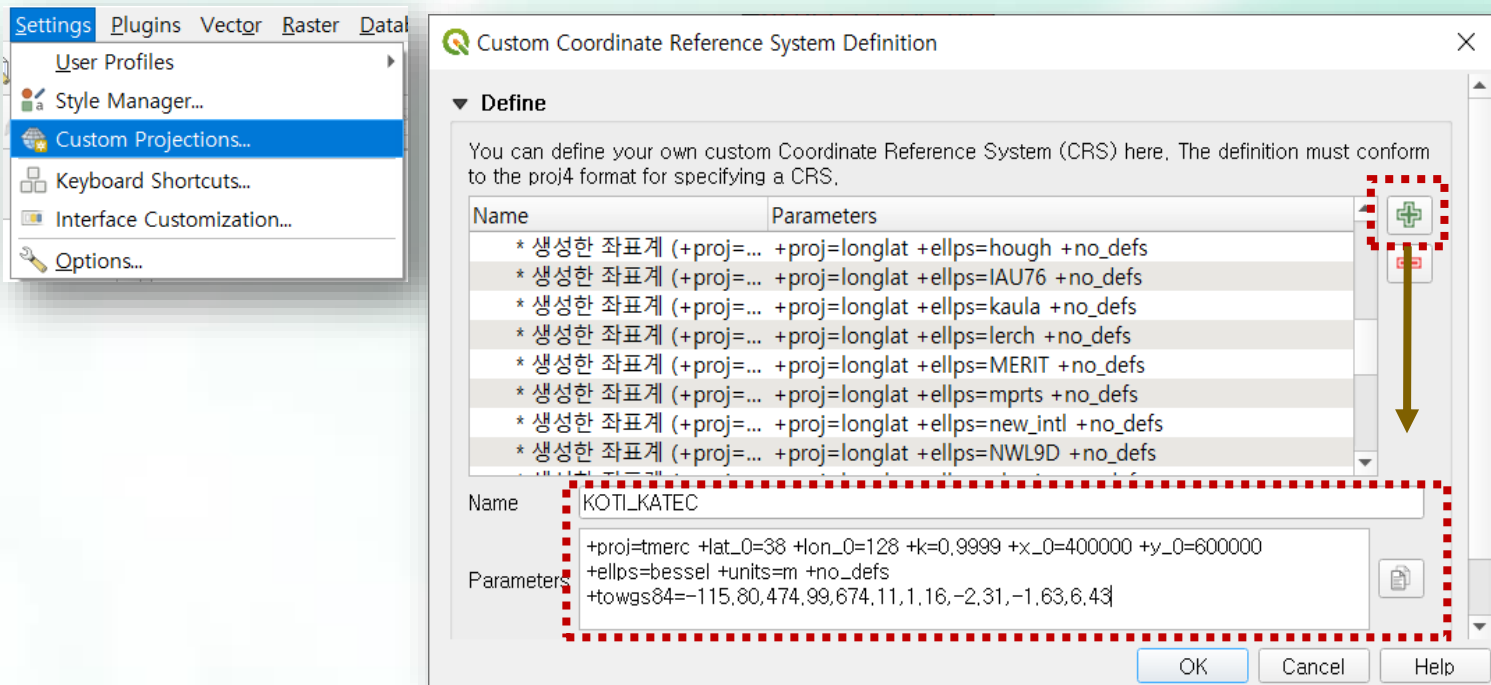 Settings Plugins Vector Raster
User Profiles
Style Manager...
Custom Projections...
Keyboard Shortcuts...
Interface Customization...
Options...
Custom Coordinate Reference System Definition
Define
You can define your own custom Coordinate Reference System (CRS) here. The definition must conform
to the proj4 format for specifying a CRS.
Name Parameters
* 생성한 좌표계 (+proj=... +proj=longlat +ellps=hough +no_defs
* 생성한 좌표계 (+proj=... +proj=longlat +ellps=IAU76 +no_defs
* 생성한 좌표계 (+proj=... +proj=longlat +ellps=kaula +no_defs
* 생성한 좌표계 (+proj=... +proj=longlat +ellps=lerch +no_defs
* 생성한 좌표계 (+proj=... +proj=longlat +ellps=MERIT +no_defs
* 생성한 좌표계 (+proj=... +proj=longlat +ellps=mprts +no_defs
* 생성한 좌표계 (+proj=... +proj=longlat +ellps=new_intl +no_defs
* 생성한 좌표계 (+proj=... +proj=longlat +ellps=NWL9D +no_defs
Name KOTI_KATEC
Parameters
+proj=tmerc +lat_0=38 +lon_0=128 +k=0.9999 +x_0=400000 +y_0=600000
+ellps=bessel +units=m +no_defs
+towgs84=-115.80,474.99,674.11,1.16,-2.31,-1.63,6.43
OK Cancel Help